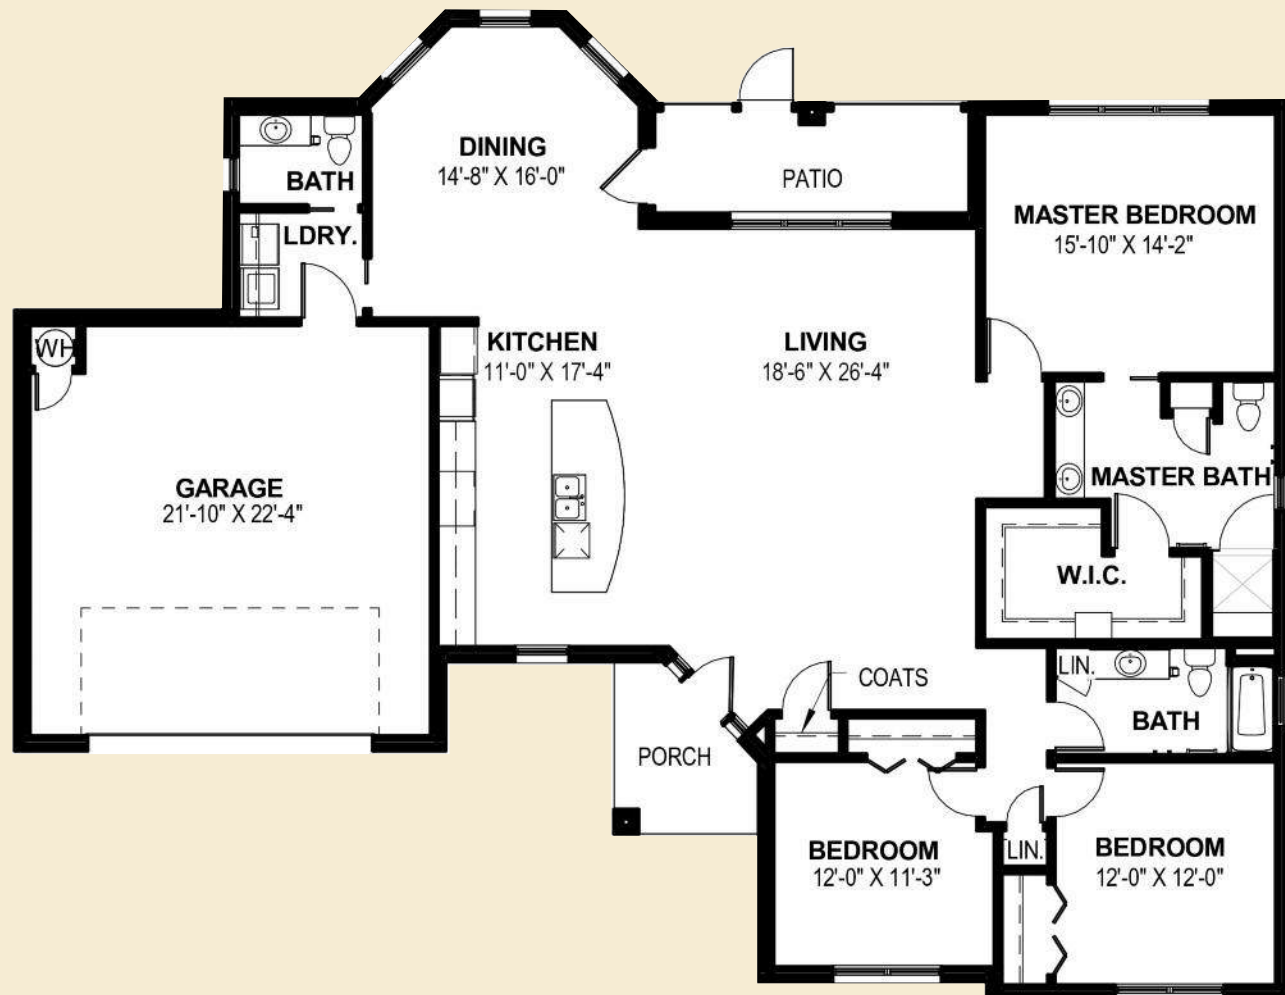 DINING
14'-8" X 16'-0"
BATH
PATIO
MASTER BEDROOM
15'-10" X 14'-2"
LDRY.
WH
KITCHEN
11'-0" X 17'-4"
LIVING
18'-6" X 26'-4"
GARAGE
21'-10" X 22'-4"
MASTER BATH
W.I.C.
COATS
LIN.
BATH
PORCH
BEDROOM
12'-0" X 11'-3"
LIN.
BEDROOM
12'-0" X 12'-0"